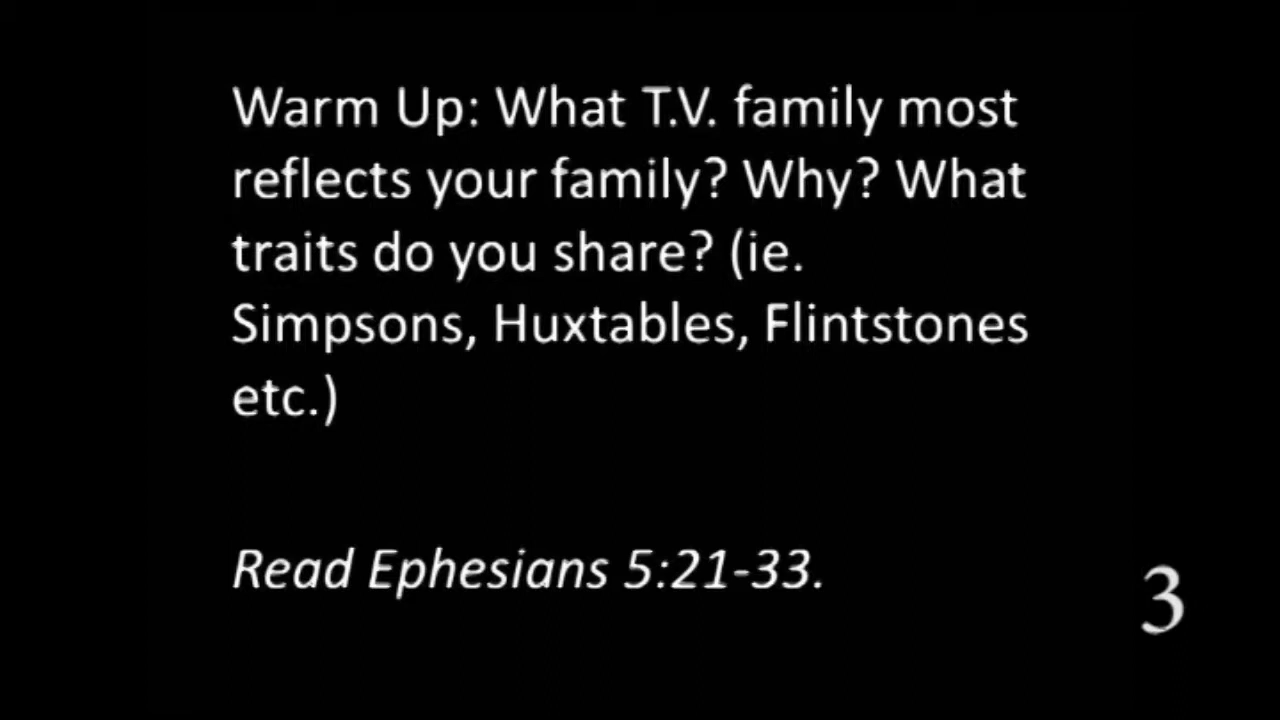 Warm Up: What T.V. family most
reflects your family? Why? What
traits do you share? (ie.
Simpsons, Huxtables, Flintstones
etc.)
Read Ephesians 5:21-33.
3